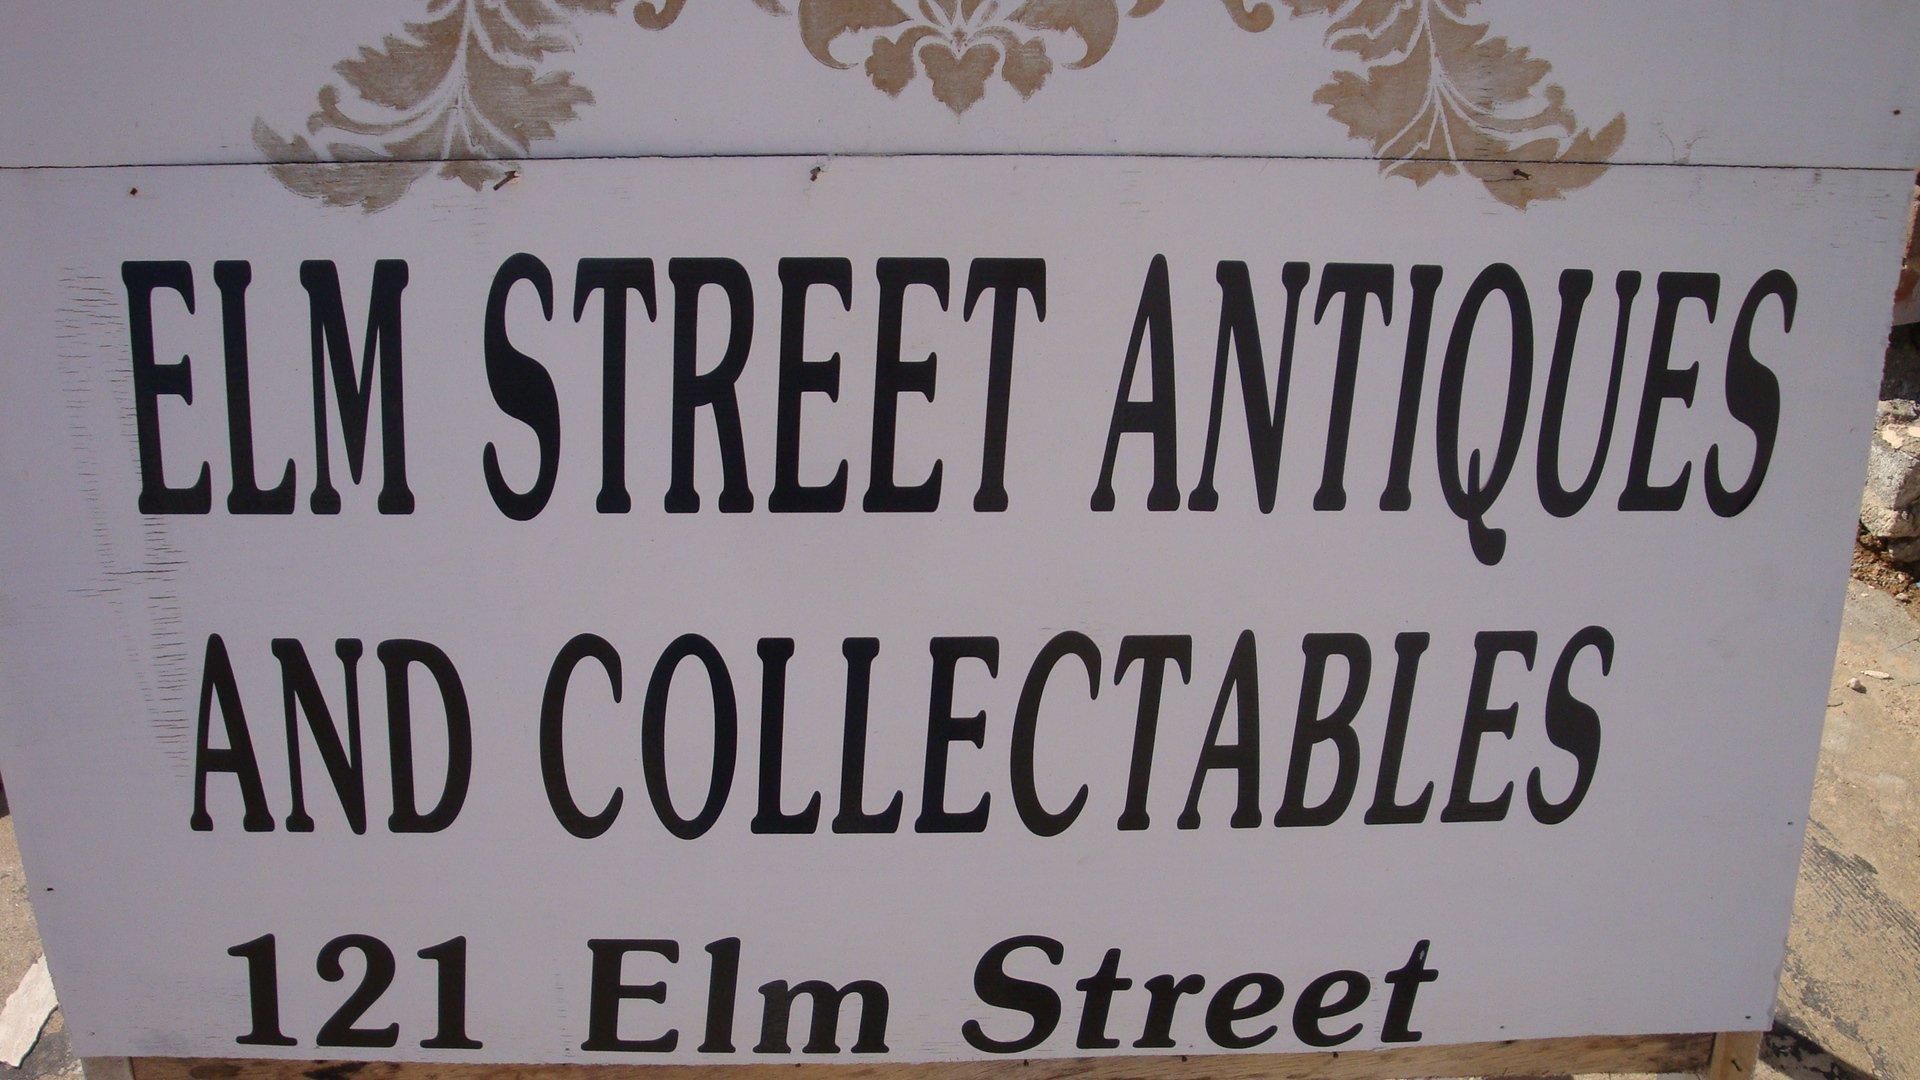 ELM STREET ANTIQUES
AND COLLECTABLES
121 Elm Street